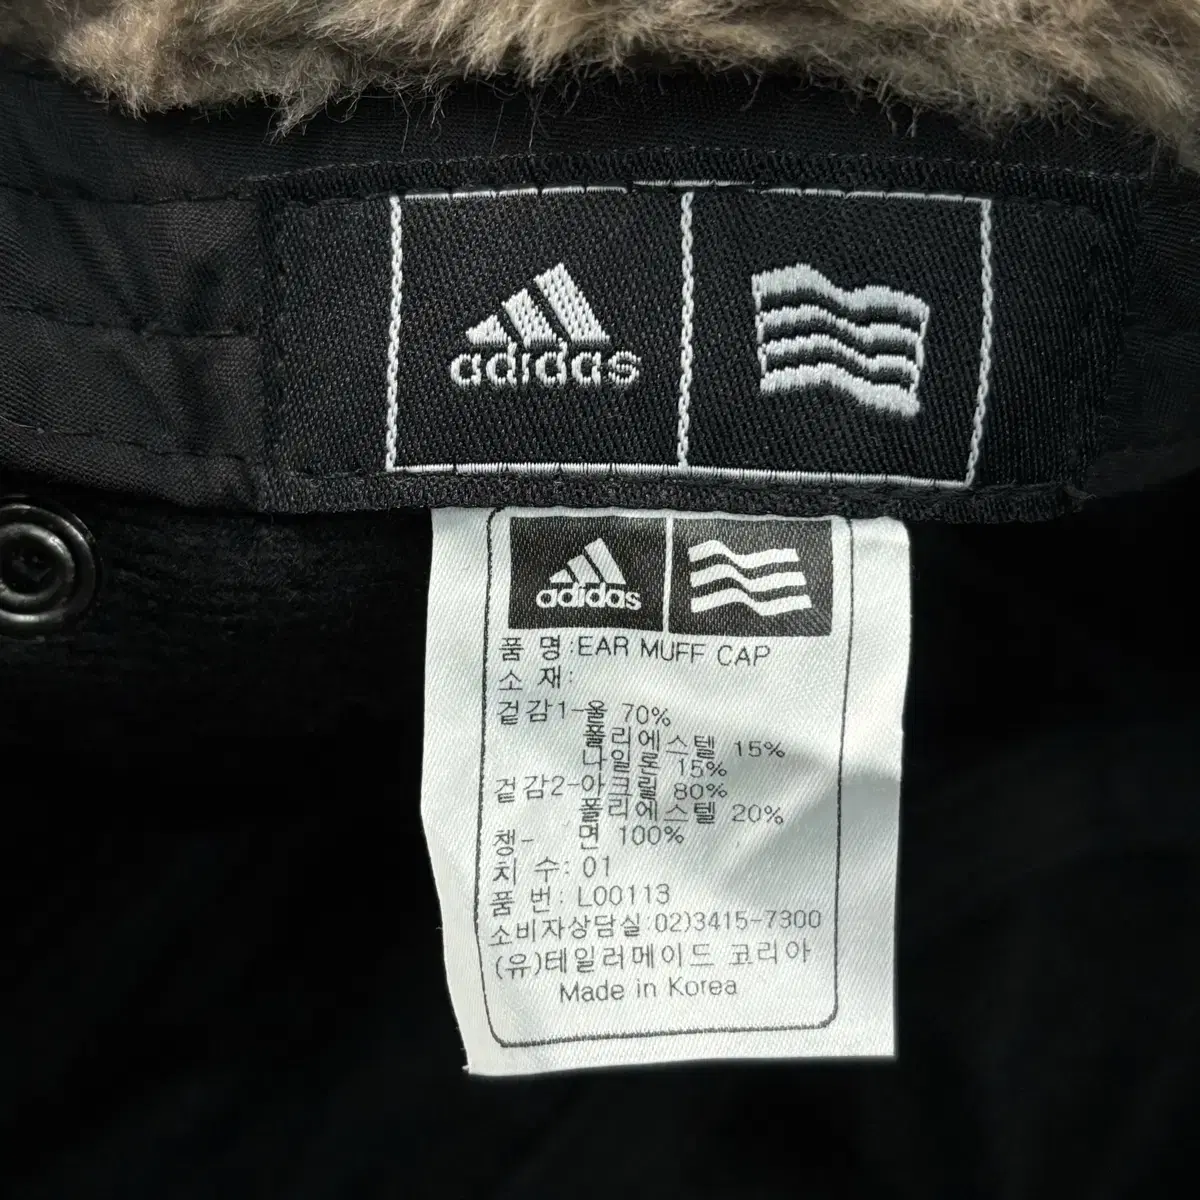 adidas
adidas
품 명:EAR MUFF CAP
소 재:
겉감1-울 70%
폴리에스텔 15%
나일론 15%
겉감2-아크릴 80%
폴리에스텔 20%
챙- 면 100%
치 수: 01
품 번: L00113
소비자상담실:02)3415-7300
(유)테일러메이드 코리아
Made in Korea